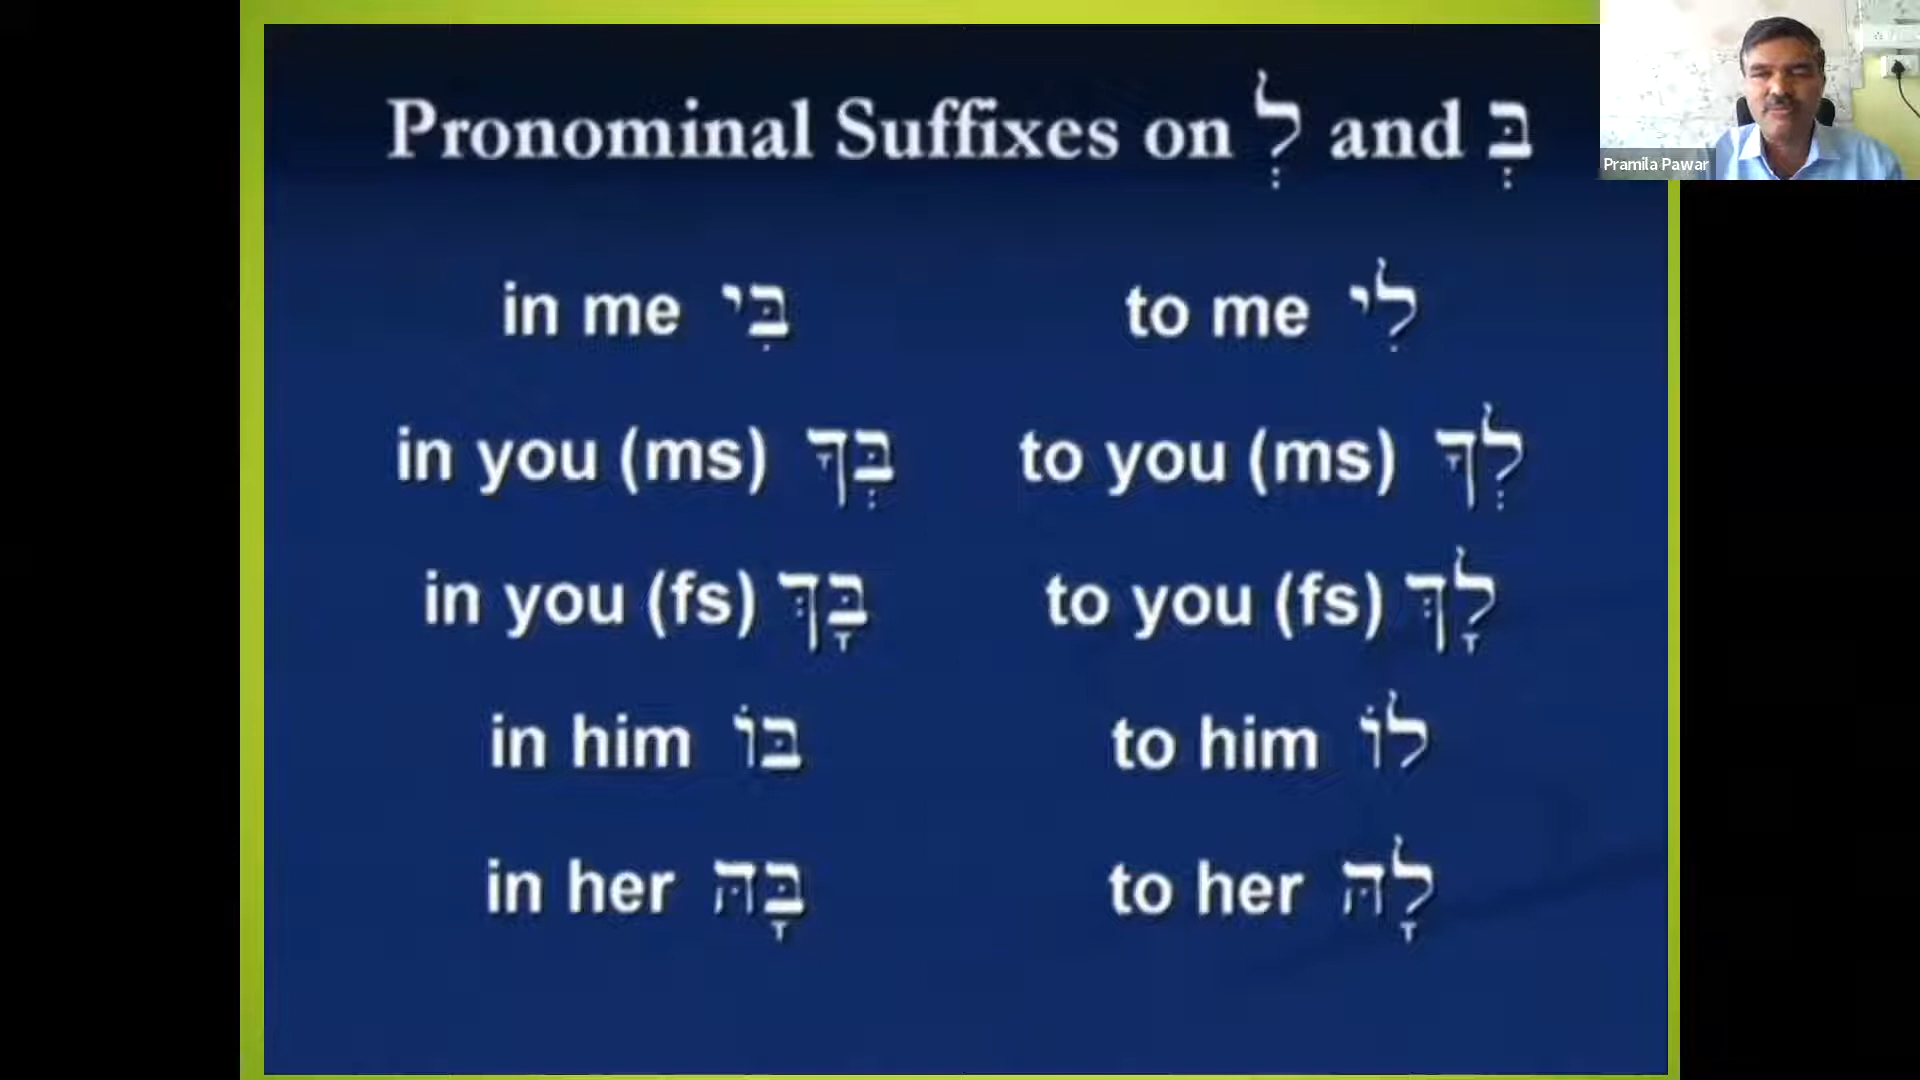 Pronominal Suffixes on לְ and בְּ
in me בִּי to me לִי
in you (ms) בְּךָ to you (ms) לְךָ
in you (fs) בָּךְ to you (fs) לָךְ
in him בּוֹ to him לוֹ
in her בָּהּ to her לָהּ
Pramila Pawar